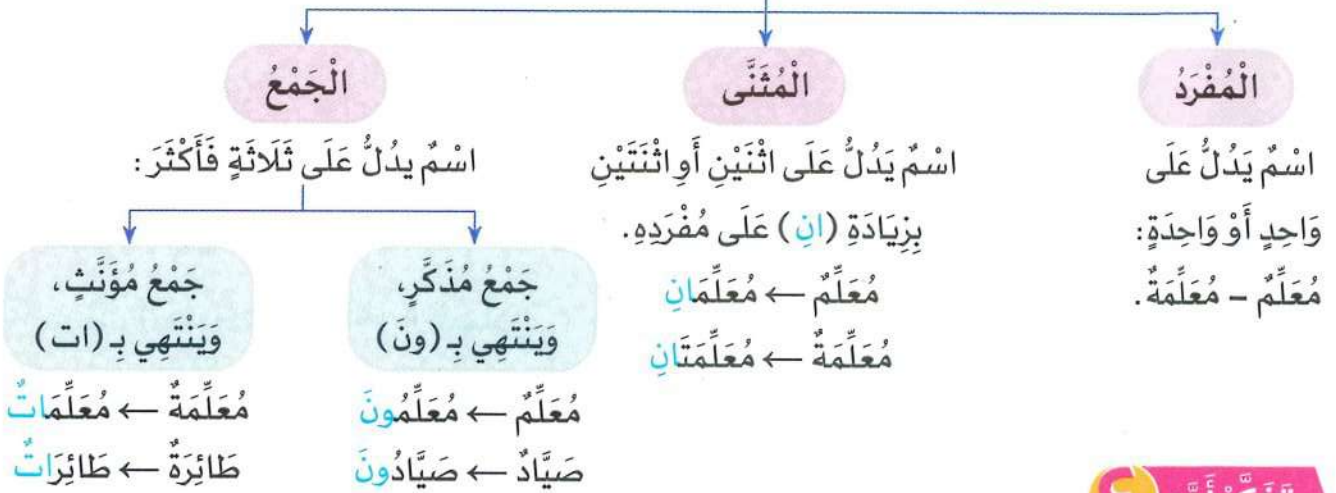 الْمُفْرَدُ
اسْمٌ يَدُلُّ عَلَى
وَاحِدٍ أَوْ وَاحِدَةٍ:
مُعَلِّمٌ – مُعَلِّمَةٌ.
الْمُثَنَّى
اسْمٌ يَدُلُّ عَلَى اثْنَيْنِ أَوِ اثْنَتَيْنِ
بِزِيَادَةِ (انِ) عَلَى مُفْرَدِهِ.
مُعَلِّمٌ ← مُعَلِّمَانِ
مُعَلِّمَةٌ ← مُعَلِّمَتَانِ
الْجَمْعُ
اسْمٌ يدُلُّ عَلَى ثَلَاثَةٍ فَأَكْثَرَ:
جَمْعُ مُذَكَّرٍ،
وَيَنْتَهِي بِـ (ونَ)
مُعَلِّمٌ ← مُعَلِّمُونَ
صَيَّادٌ ← صَيَّادُونَ
جَمْعُ مُؤَنَّثٍ،
وَيَنْتَهِي بِـ (ات)
مُعَلِّمَةٌ ← مُعَلِّمَاتٌ
طَائِرَةٌ ← طَائِرَاتٌ